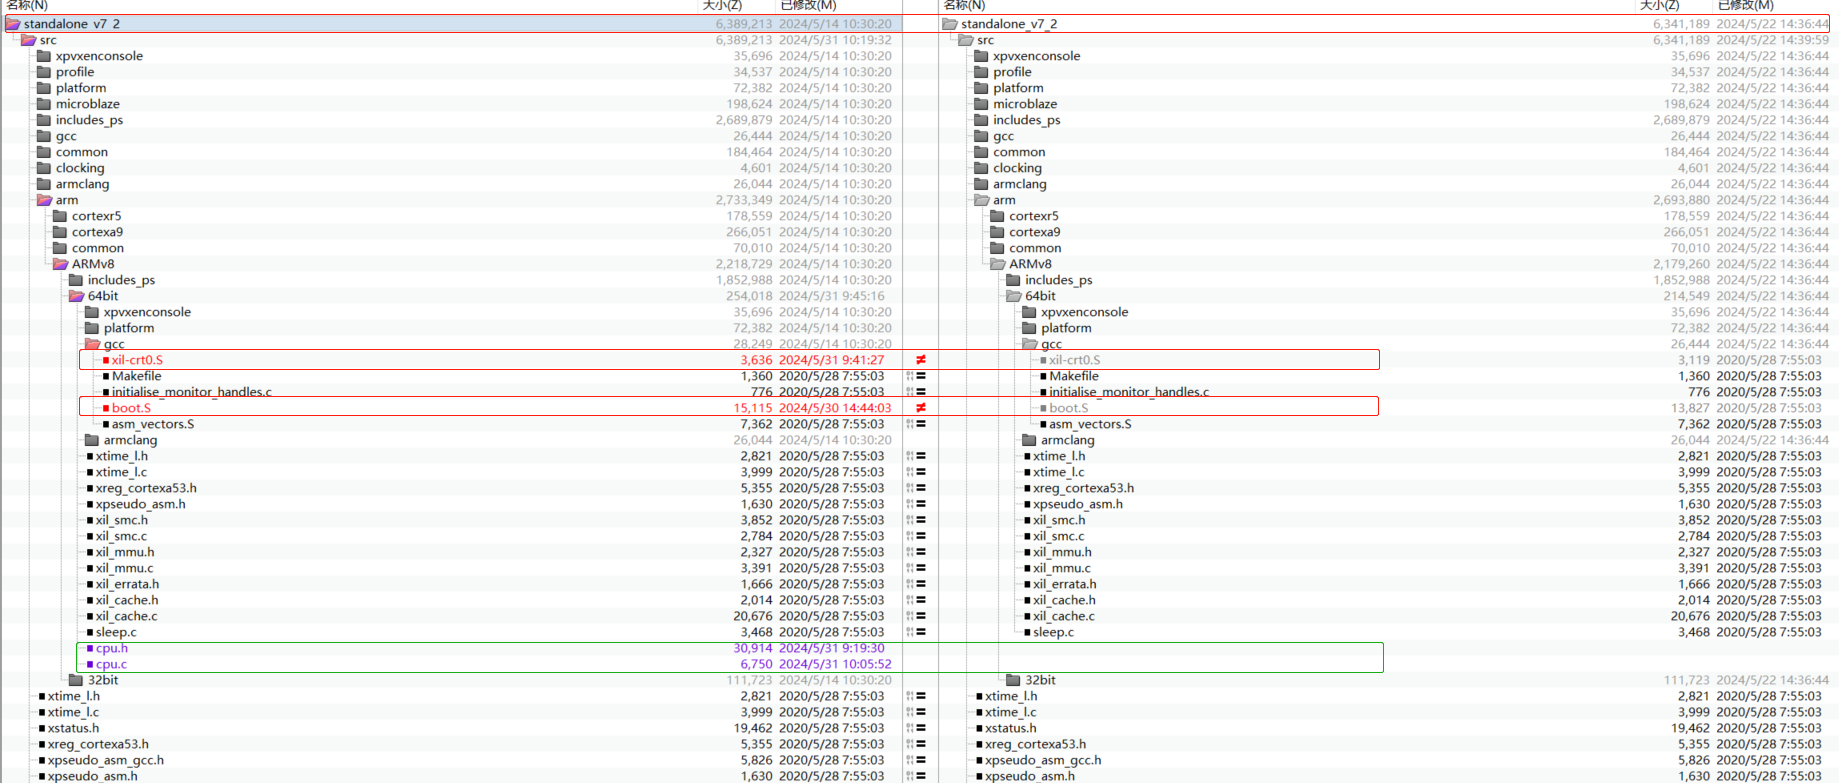 名称(N) 大小(Z) 已修改(M) 名称(N) 大小(Z) 已修改(M)
standalone_v7_2 6,389,213 2024/5/14 10:30:20 standalone_v7_2 6,341,189 2024/5/22 14:36:44
src 6,389,213 2024/5/31 10:19:32 src 6,341,189 2024/5/22 14:39:59
xpvxenconsole 35,696 2024/5/14 10:30:20 xpvxenconsole 35,696 2024/5/22 14:36:44
profile 34,537 2024/5/14 10:30:20 profile 34,537 2024/5/22 14:36:44
platform 72,382 2024/5/14 10:30:20 platform 72,382 2024/5/22 14:36:44
microblaze 198,624 2024/5/14 10:30:20 microblaze 198,624 2024/5/22 14:36:44
includes_ps 2,689,879 2024/5/14 10:30:20 includes_ps 2,689,879 2024/5/22 14:36:44
gcc 26,444 2024/5/14 10:30:20 gcc 26,444 2024/5/22 14:36:44
common 184,464 2024/5/14 10:30:20 common 184,464 2024/5/22 14:36:44
clocking 4,601 2024/5/14 10:30:20 clocking 4,601 2024/5/22 14:36:44
armclang 26,044 2024/5/14 10:30:20 armclang 26,044 2024/5/22 14:36:44
arm 2,733,349 2024/5/14 10:30:20 arm 2,693,880 2024/5/22 14:36:44
cortexr5 178,559 2024/5/14 10:30:20 cortexr5 178,559 2024/5/22 14:36:44
cortexa9 266,051 2024/5/14 10:30:20 cortexa9 266,051 2024/5/22 14:36:44
common 70,010 2024/5/14 10:30:20 common 70,010 2024/5/22 14:36:44
ARMv8 2,218,729 2024/5/14 10:30:20 ARMv8 2,179,260 2024/5/22 14:36:44
includes_ps 1,852,988 2024/5/14 10:30:20 includes_ps 1,852,988 2024/5/22 14:36:44
64bit 254,018 2024/5/31 9:45:16 64bit 214,549 2024/5/22 14:36:44
xpvxenconsole 35,696 2024/5/14 10:30:20 xpvxenconsole 35,696 2024/5/22 14:36:44
platform 72,382 2024/5/14 10:30:20 platform 72,382 2024/5/22 14:36:44
gcc 28,249 2024/5/14 10:30:20 gcc 26,444 2024/5/22 14:36:44
xil-crt0.S 3,636 2024/5/31 9:41:27 ≠ xil-crt0.S 3,119 2020/5/28 7:55:03
Makefile 1,360 2020/5/28 7:55:03 = Makefile 1,360 2020/5/28 7:55:03
initialise_monitor_handles.c 776 2020/5/28 7:55:03 = initialise_monitor_handles.c 776 2020/5/28 7:55:03
boot.S 15,115 2024/5/30 14:44:03 ≠ boot.S 13,827 2020/5/28 7:55:03
asm_vectors.S 7,362 2020/5/28 7:55:03 = asm_vectors.S 7,362 2020/5/28 7:55:03
armclang 26,044 2024/5/14 10:30:20 armclang 26,044 2024/5/22 14:36:44
xtime_l.h 2,821 2020/5/28 7:55:03 = xtime_l.h 2,821 2020/5/28 7:55:03
xtime_l.c 3,999 2020/5/28 7:55:03 = xtime_l.c 3,999 2020/5/28 7:55:03
xreg_cortexa53.h 5,355 2020/5/28 7:55:03 = xreg_cortexa53.h 5,355 2020/5/28 7:55:03
xpseudo_asm.h 1,630 2020/5/28 7:55:03 = xpseudo_asm.h 1,630 2020/5/28 7:55:03
xil_smc.h 3,852 2020/5/28 7:55:03 = xil_smc.h 3,852 2020/5/28 7:55:03
xil_smc.c 2,784 2020/5/28 7:55:03 = xil_smc.c 2,784 2020/5/28 7:55:03
xil_mmu.h 2,327 2020/5/28 7:55:03 = xil_mmu.h 2,327 2020/5/28 7:55:03
xil_mmu.c 3,391 2020/5/28 7:55:03 = xil_mmu.c 3,391 2020/5/28 7:55:03
xil_errata.h 1,666 2020/5/28 7:55:03 = xil_errata.h 1,666 2020/5/28 7:55:03
xil_cache.h 2,014 2020/5/28 7:55:03 = xil_cache.h 2,014 2020/5/28 7:55:03
xil_cache.c 20,676 2020/5/28 7:55:03 = xil_cache.c 20,676 2020/5/28 7:55:03
sleep.c 3,468 2020/5/28 7:55:03 = sleep.c 3,468 2020/5/28 7:55:03
cpu.h 30,914 2024/5/31 9:19:30
cpu.c 6,750 2024/5/31 10:05:52
32bit 111,723 2024/5/14 10:30:20 32bit 111,723 2024/5/22 14:36:44
xtime_l.h 2,821 2020/5/28 7:55:03 = xtime_l.h 2,821 2020/5/28 7:55:03
xtime_l.c 3,999 2020/5/28 7:55:03 = xtime_l.c 3,999 2020/5/28 7:55:03
xstatus.h 19,462 2020/5/28 7:55:03 = xstatus.h 19,462 2020/5/28 7:55:03
xreg_cortexa53.h 5,355 2020/5/28 7:55:03 = xreg_cortexa53.h 5,355 2020/5/28 7:55:03
xpseudo_asm_gcc.h 5,826 2020/5/28 7:55:03 = xpseudo_asm_gcc.h 5,826 2020/5/28 7:55:03
xpseudo_asm.h 1,630 2020/5/28 7:55:03 = xpseudo_asm.h 1,630 2020/5/28 7:55:03